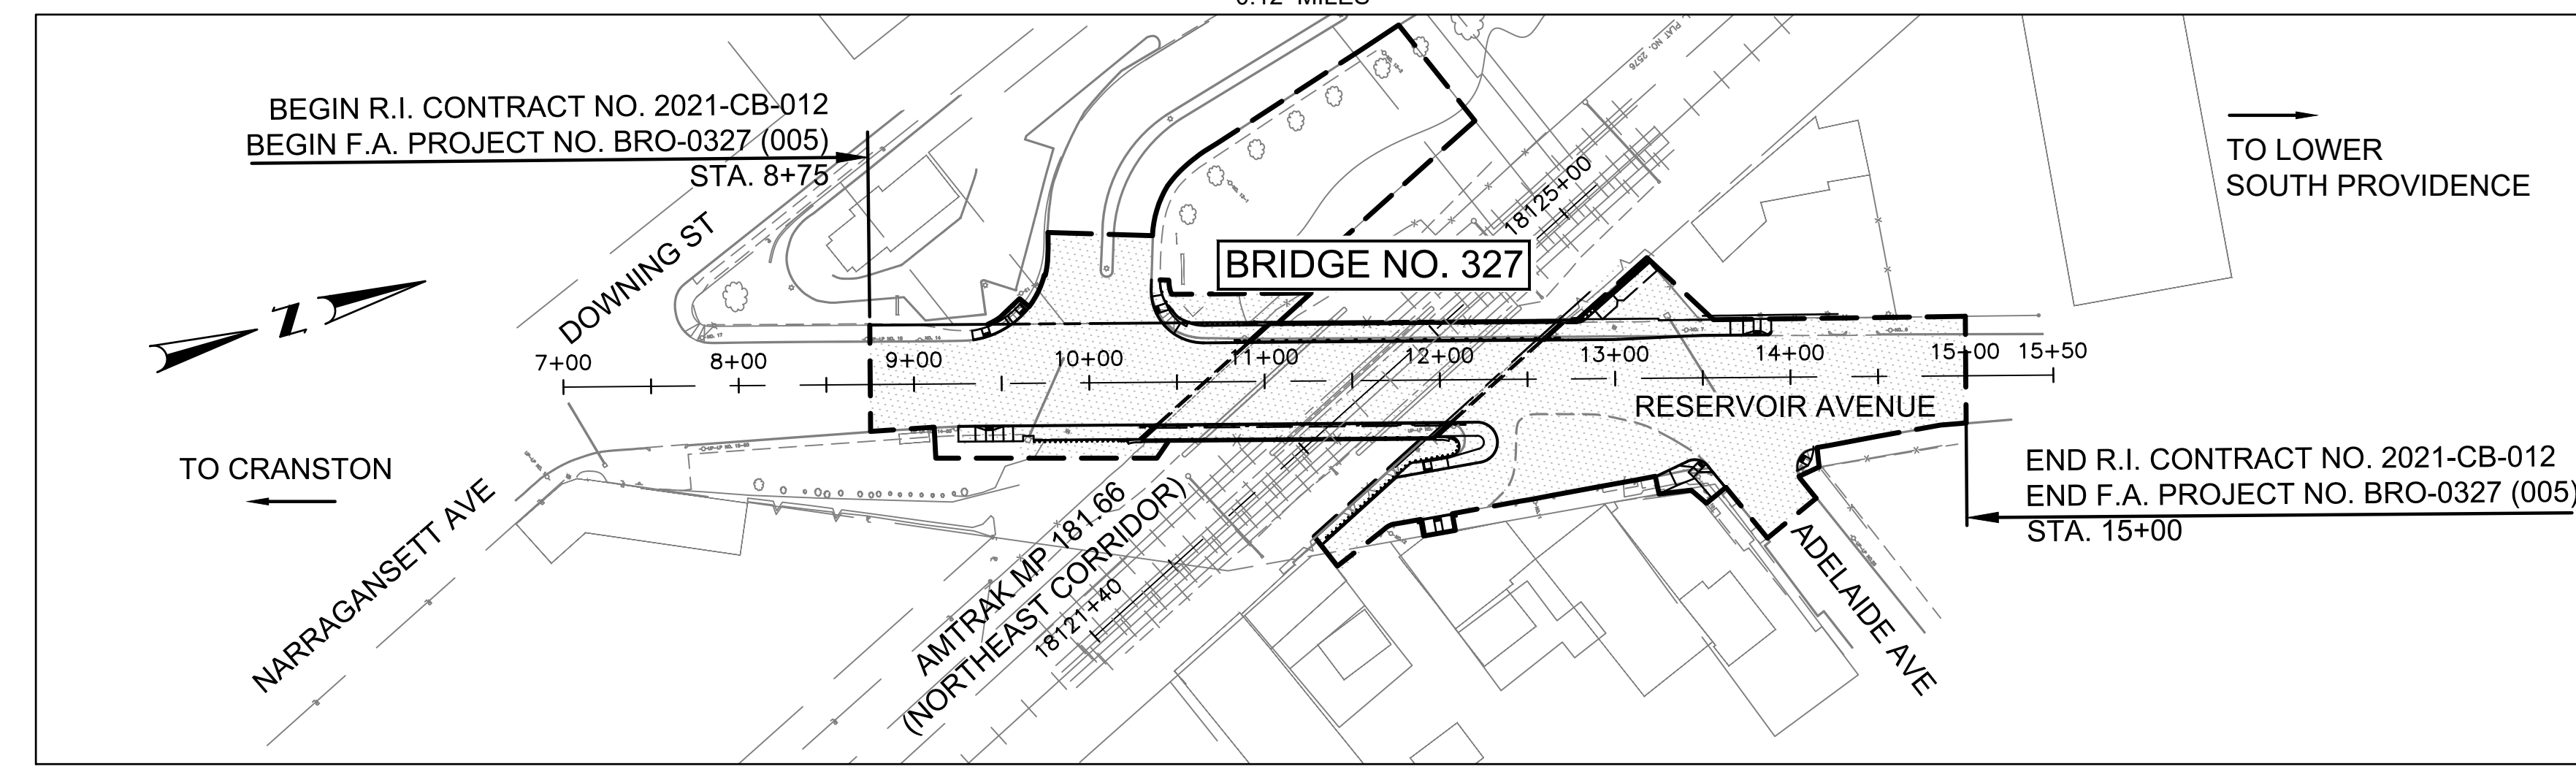 BEGIN R.I. CONTRACT NO. 2021-CB-012
BEGIN F.A. PROJECT NO. BRO-0327 (005)
STA. 8+75
PLAT NO. 2576
TO LOWER
SOUTH PROVIDENCE
18125+00
BRIDGE NO. 327
DOWNING ST
N
7+00
8+00
9+00
10+00
11+00
12+00
13+00
14+00
15+00
15+50
RESERVOIR AVENUE
TO CRANSTON
NARRAGANSETT AVE
AMTRAK MP 181.66
(NORTHEAST CORRIDOR)
18121+40
ADELAIDE AVE
END R.I. CONTRACT NO. 2021-CB-012
END F.A. PROJECT NO. BRO-0327 (005)
STA. 15+00